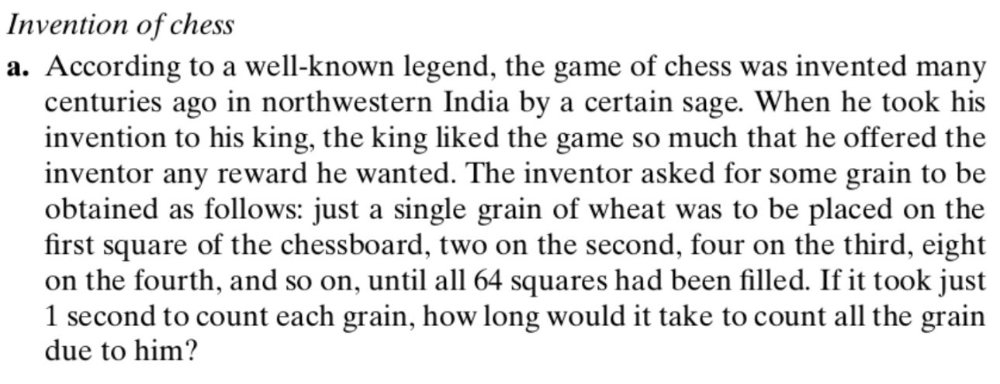 Invention of chess
a. According to a well-known legend, the game of chess was invented many
centuries ago in northwestern India by a certain sage. When he took his
invention to his king, the king liked the game so much that he offered the
inventor any reward he wanted. The inventor asked for some grain to be
obtained as follows: just a single grain of wheat was to be placed on the
first square of the chessboard, two on the second, four on the third, eight
on the fourth, and so on, until all 64 squares had been filled. If it took just
1 second to count each grain, how long would it take to count all the grain
due to him?